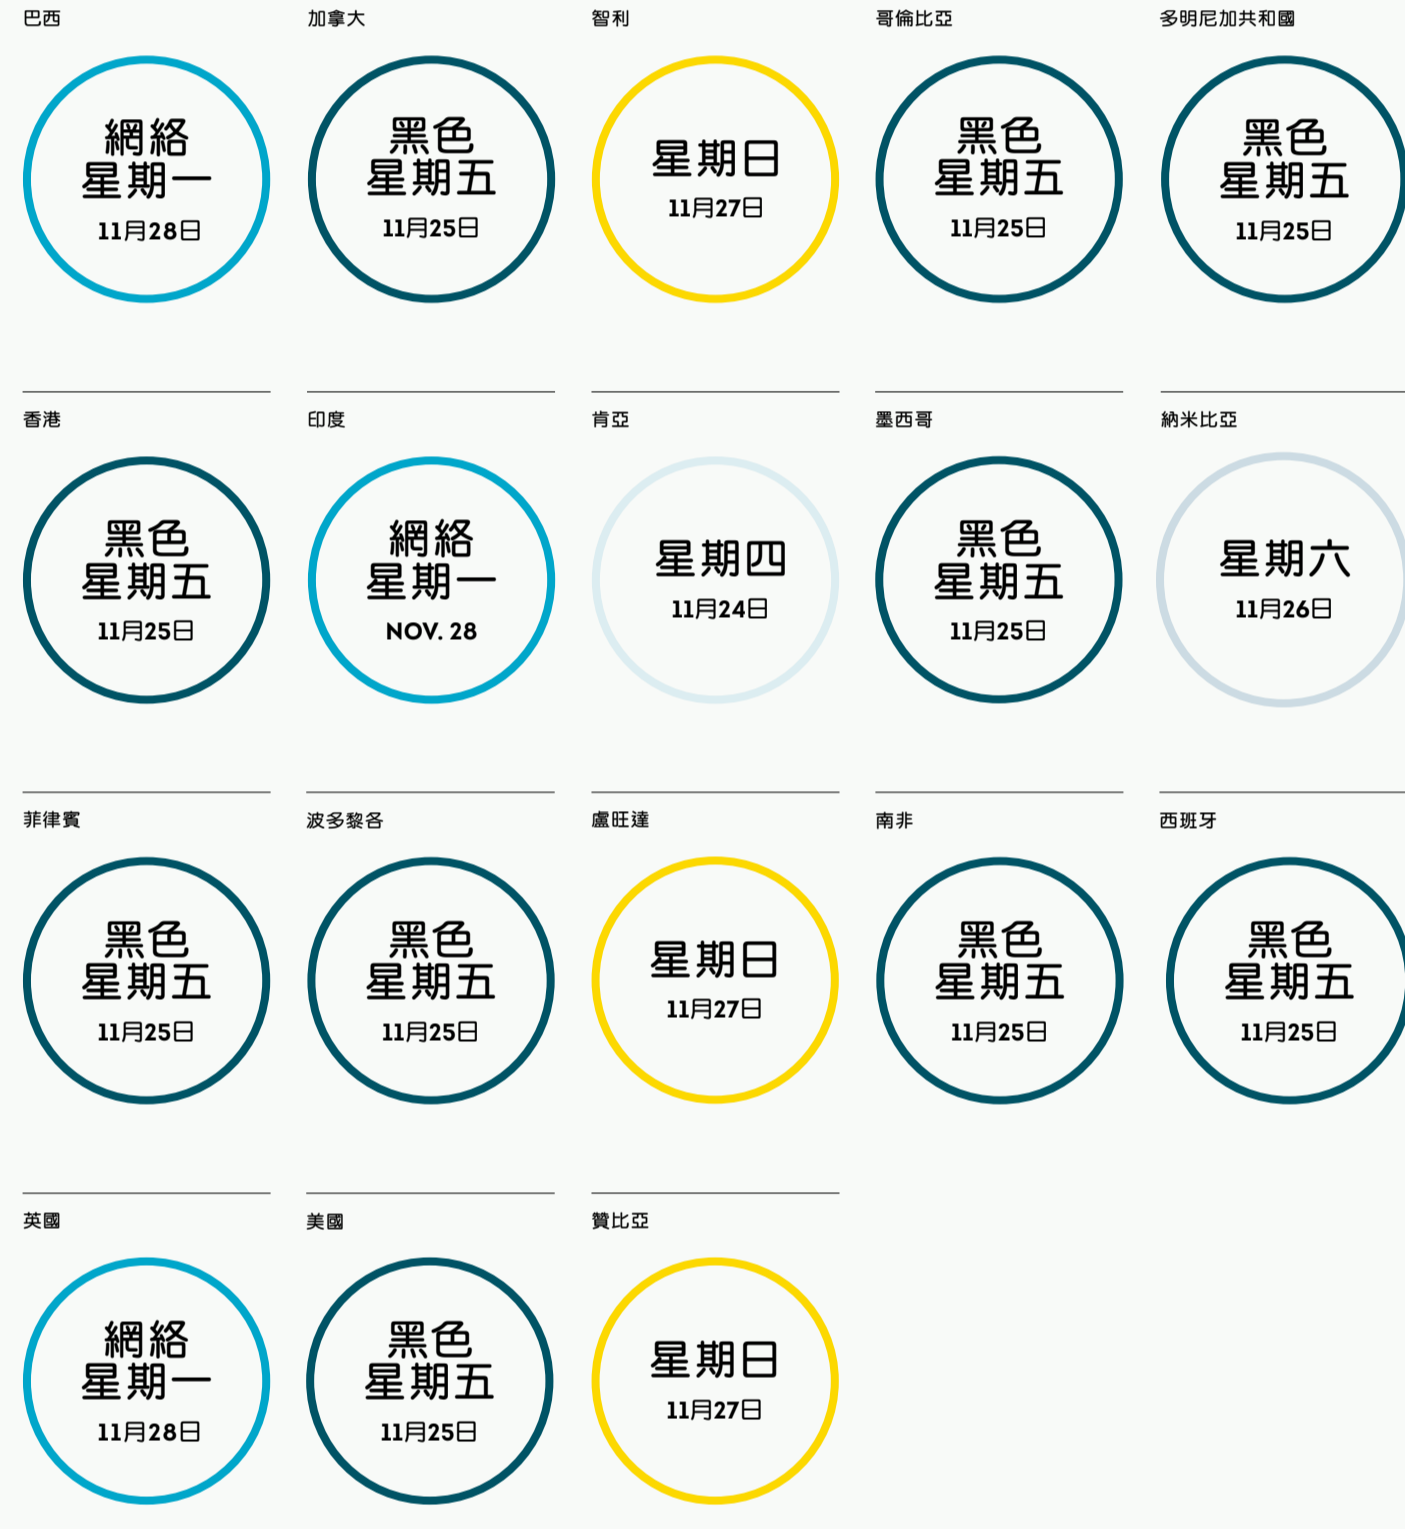 巴西
網絡
星期一
11月28日
加拿大
黑色
星期五
11月25日
智利
星期日
11月27日
哥倫比亞
黑色
星期五
11月25日
多明尼加共和國
黑色
星期五
11月25日
香港
黑色
星期五
11月25日
印度
網絡
星期一
NOV. 28
肯亞
星期四
11月24日
墨西哥
黑色
星期五
11月25日
納米比亞
星期六
11月26日
菲律賓
黑色
星期五
11月25日
波多黎各
黑色
星期五
11月25日
盧旺達
星期日
11月27日
南非
黑色
星期五
11月25日
西班牙
黑色
星期五
11月25日
英國
網絡
星期一
11月28日
美國
黑色
星期五
11月25日
贊比亞
星期日
11月27日